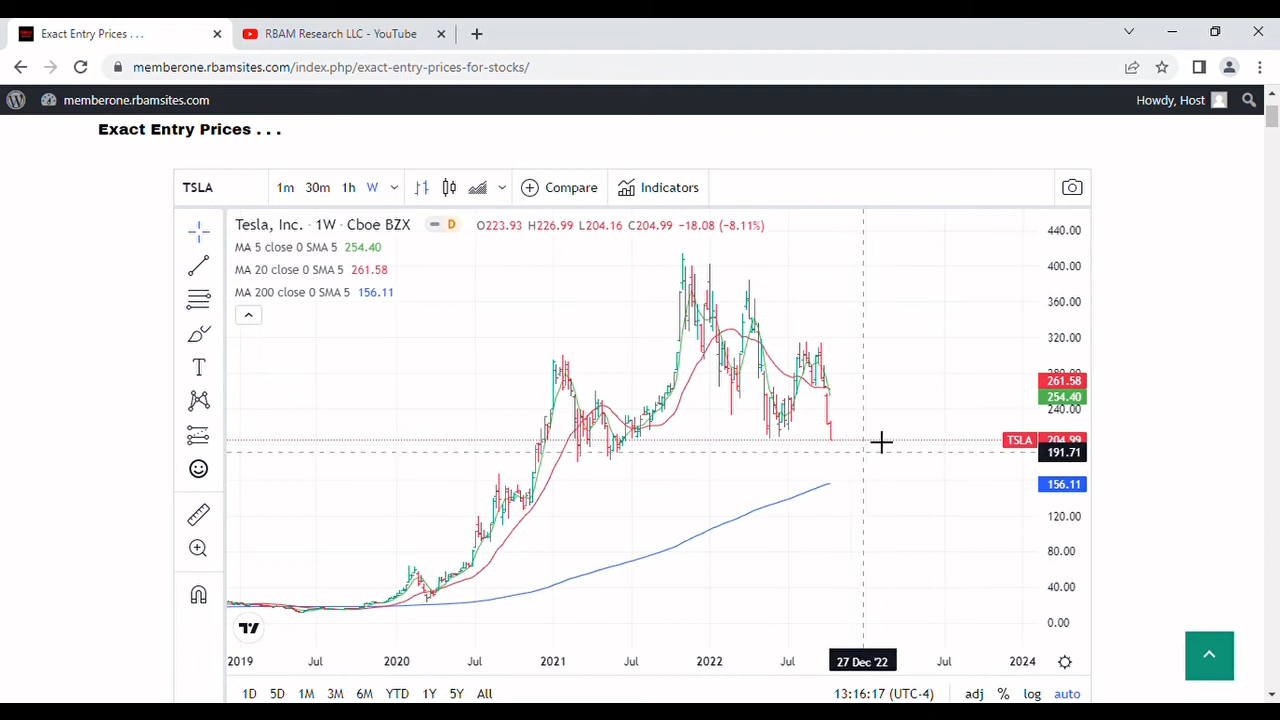 Exact Entry Prices . . .
RBAM Research LLC - YouTube
memberone.rbamsites.com/index.php/exact-entry-prices-for-stocks/
memberone.rbamsites.com
Howdy, Host
Exact Entry Prices . . .
TSLA
1m 30m 1h W
Compare
Indicators
Tesla, Inc. · 1W · Cboe BZX D O223.93 H226.99 L204.16 C204.99 −18.08 (−8.11%)
MA 5 close 0 SMA 5 254.40
MA 20 close 0 SMA 5 261.58
MA 200 close 0 SMA 5 156.11
440.00
400.00
360.00
320.00
280.00
261.58
254.40
240.00
TSLA 204.99
191.71
156.11
120.00
80.00
40.00
0.00
2019 Jul 2020 Jul 2021 Jul 2022 Jul 27 Dec '22 Jul 2024
1D 5D 1M 3M 6M YTD 1Y 5Y All
13:16:17 (UTC-4) adj % log auto